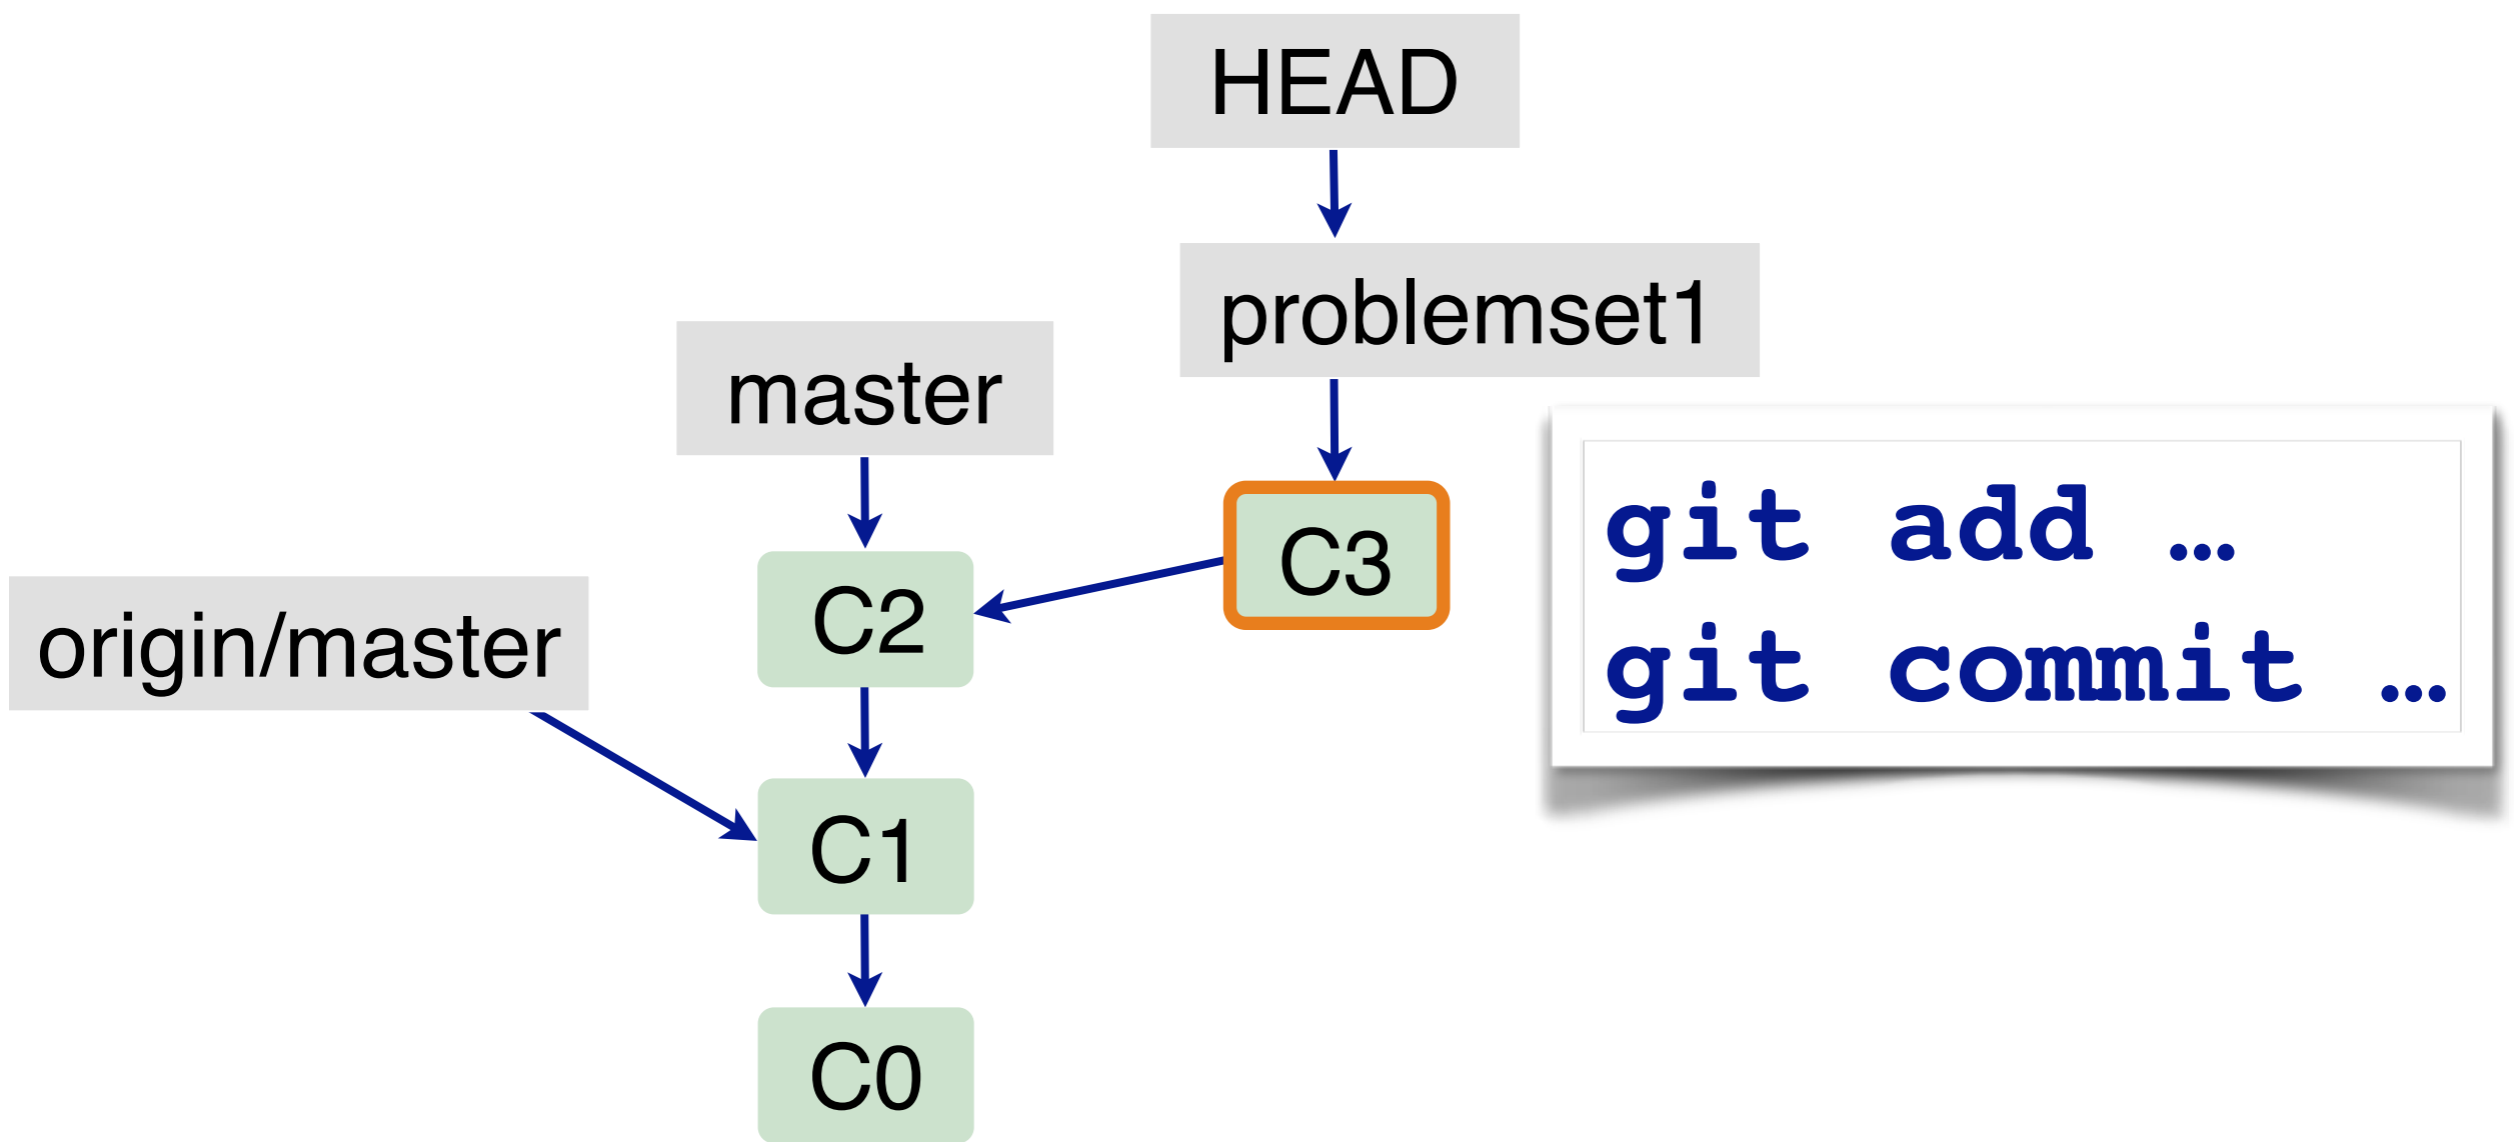 HEAD
problemset1
master
C3
C2
origin/master
C1
C0
git add …
git commit …